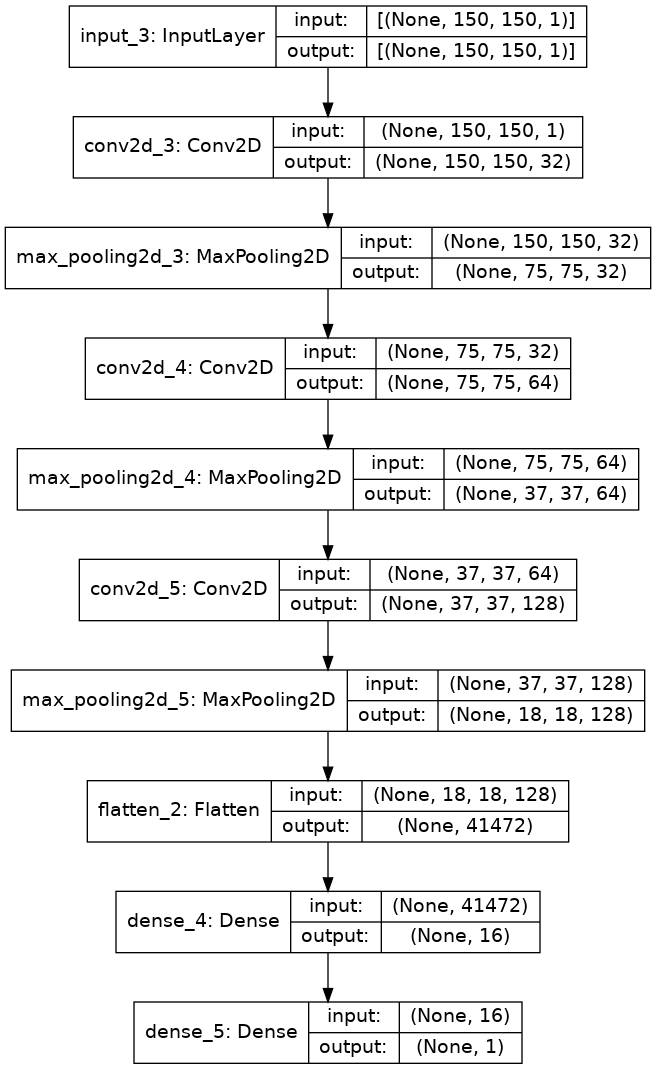 input_3: InputLayer
input:
[(None, 150, 150, 1)]
output:
[(None, 150, 150, 1)]
conv2d_3: Conv2D
input:
(None, 150, 150, 1)
output:
(None, 150, 150, 32)
max_pooling2d_3: MaxPooling2D
input:
(None, 150, 150, 32)
output:
(None, 75, 75, 32)
conv2d_4: Conv2D
input:
(None, 75, 75, 32)
output:
(None, 75, 75, 64)
max_pooling2d_4: MaxPooling2D
input:
(None, 75, 75, 64)
output:
(None, 37, 37, 64)
conv2d_5: Conv2D
input:
(None, 37, 37, 64)
output:
(None, 37, 37, 128)
max_pooling2d_5: MaxPooling2D
input:
(None, 37, 37, 128)
output:
(None, 18, 18, 128)
flatten_2: Flatten
input:
(None, 18, 18, 128)
output:
(None, 41472)
dense_4: Dense
input:
(None, 41472)
output:
(None, 16)
dense_5: Dense
input:
(None, 16)
output:
(None, 1)